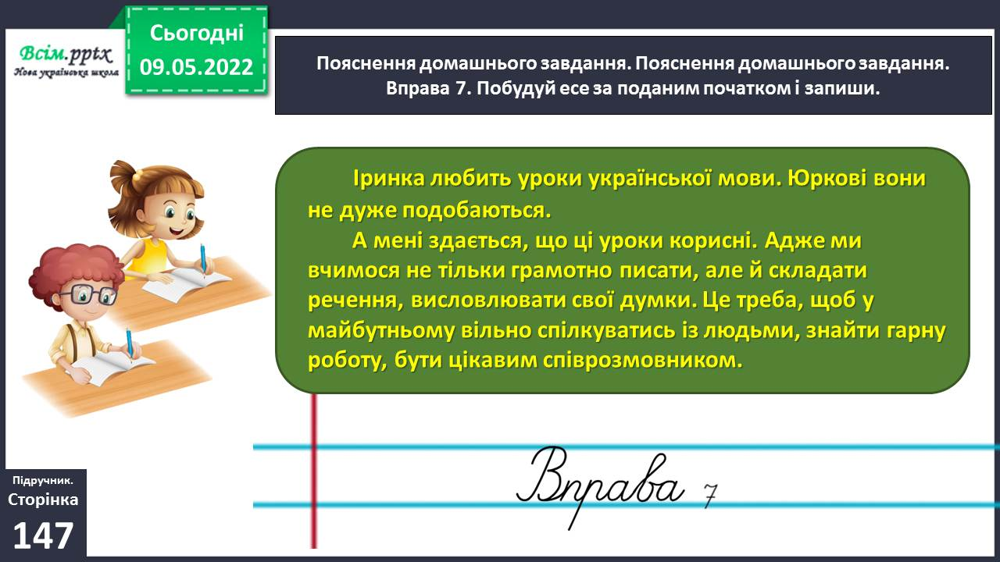 Сьогодні
09.05.2022
Всім.pptx
Нова українська школа
Пояснення домашнього завдання. Пояснення домашнього завдання.
Вправа 7. Побудуй есе за поданим початком і запиши.
Іринка любить уроки української мови. Юркові вони
не дуже подобаються.
А мені здається, що ці уроки корисні. Адже ми
вчимося не тільки грамотно писати, але й складати
речення, висловлювати свої думки. Це треба, щоб у
майбутньому вільно спілкуватись із людьми, знайти гарну
роботу, бути цікавим співрозмовником.
Вправа 7
Підручник.
Сторінка
147